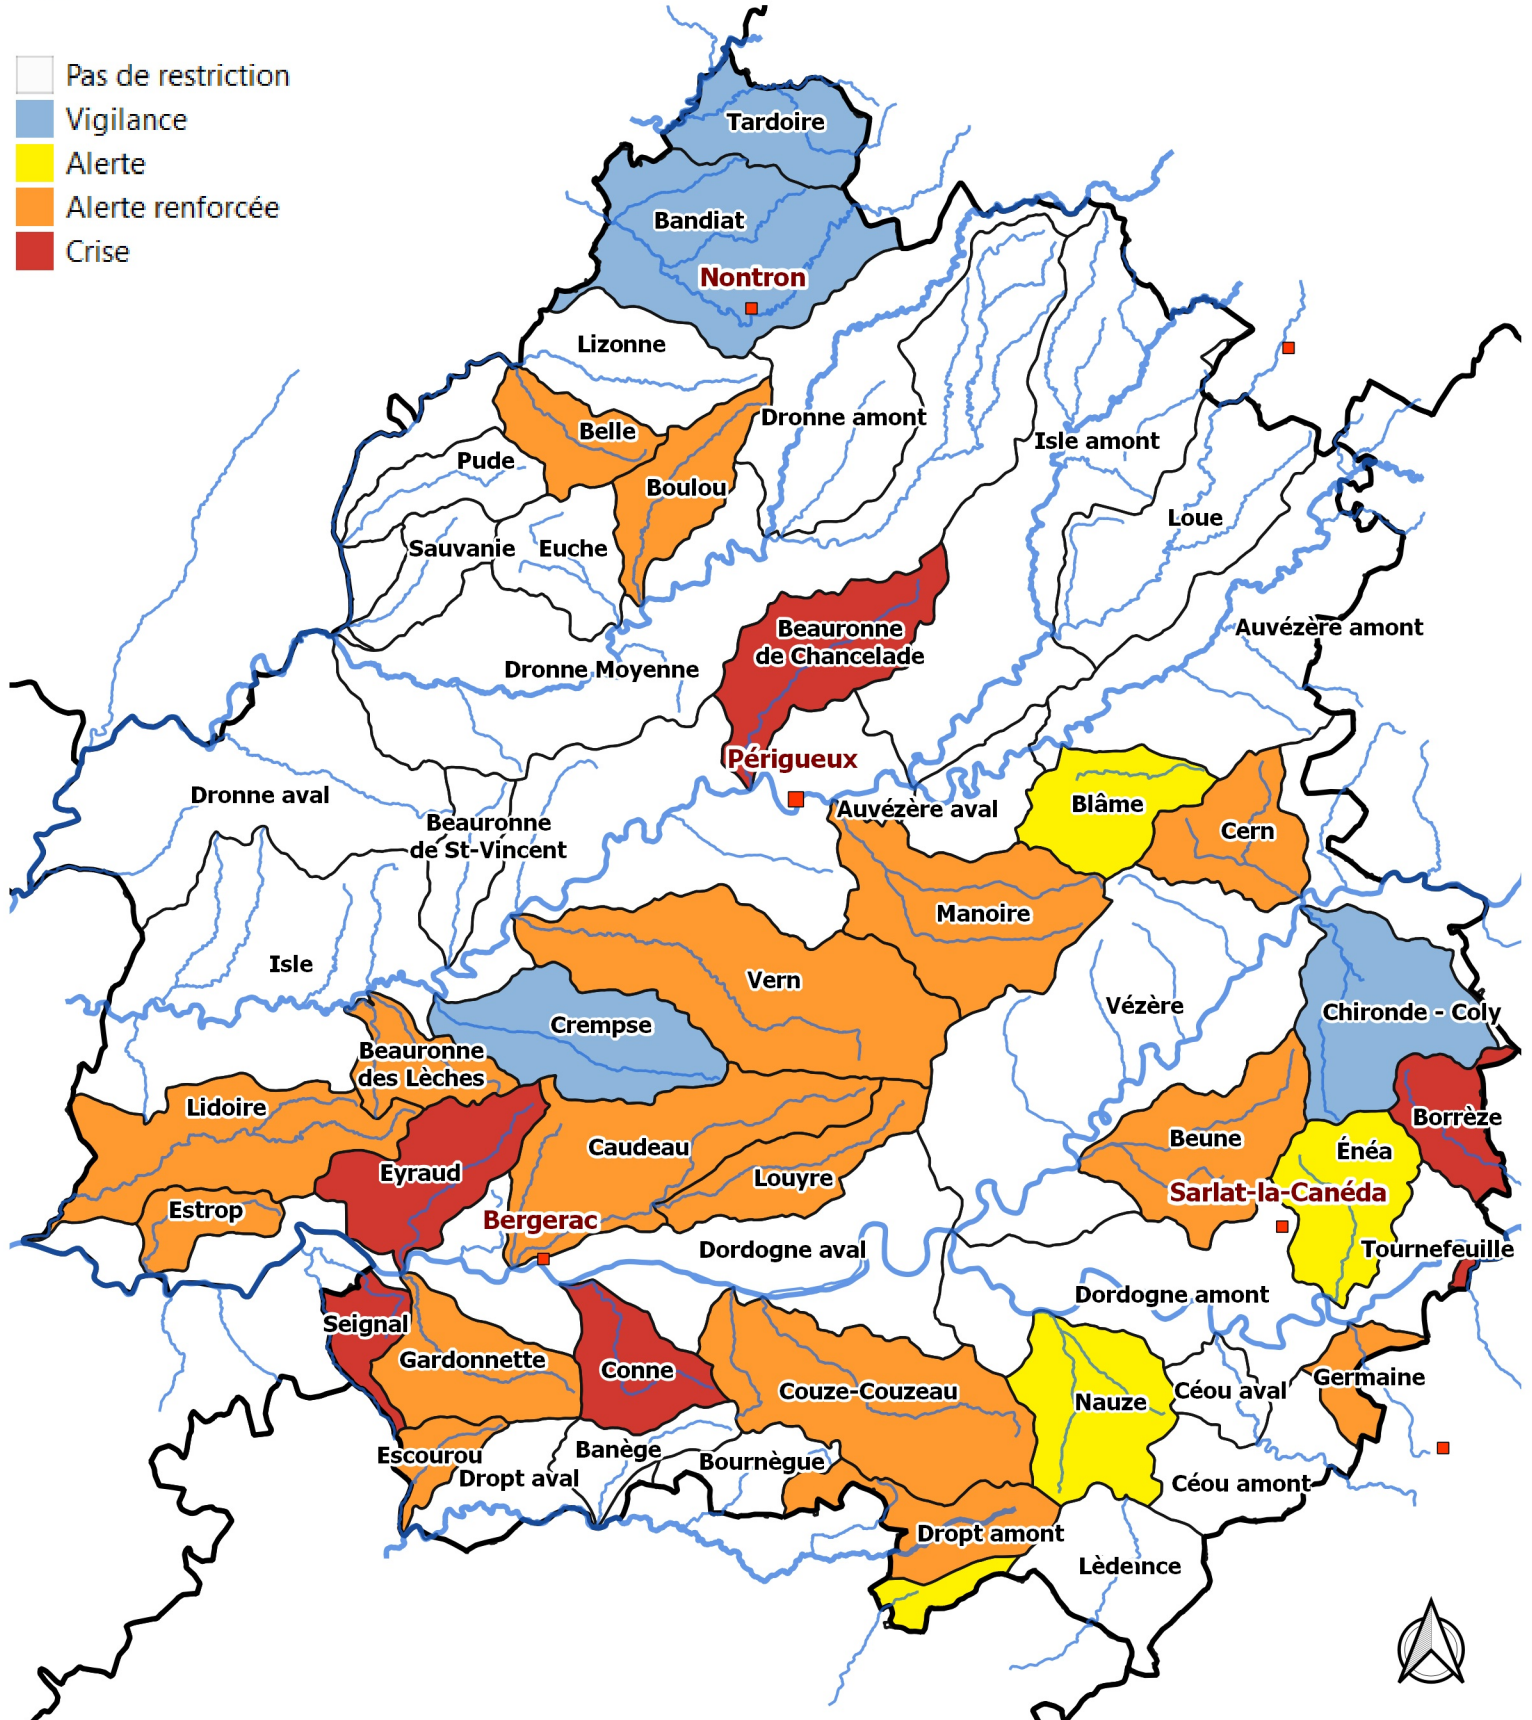 Pas de restriction
Vigilance
Alerte
Alerte renforcée
Crise
Tardoire
Bandiat
Nontron
Lizonne
Belle
Dronne amont
Isle amont
Pude
Boulou
Loue
Sauvanie
Euche
Beauronne
de Chancelade
Auvézère amont
Dronne Moyenne
Périgueux
Dronne aval
Auvézère aval
Blâme
Cern
Beauronne
de St-Vincent
Manoire
Isle
Vern
Vézère
Chironde - Coly
Crempse
Beauronne
des Lèches
Lidoire
Borrèze
Caudeau
Beune
Énéa
Eyraud
Louyre
Sarlat-la-Canéda
Estrop
Bergerac
Dordogne aval
Tournefeuille
Dordogne amont
Seignal
Gardonnette
Conne
Couze-Couzeau
Nauze
Céou aval
Germaine
Escourou
Banège
Bournègue
Dropt aval
Céou amont
Dropt amont
Lèdeince